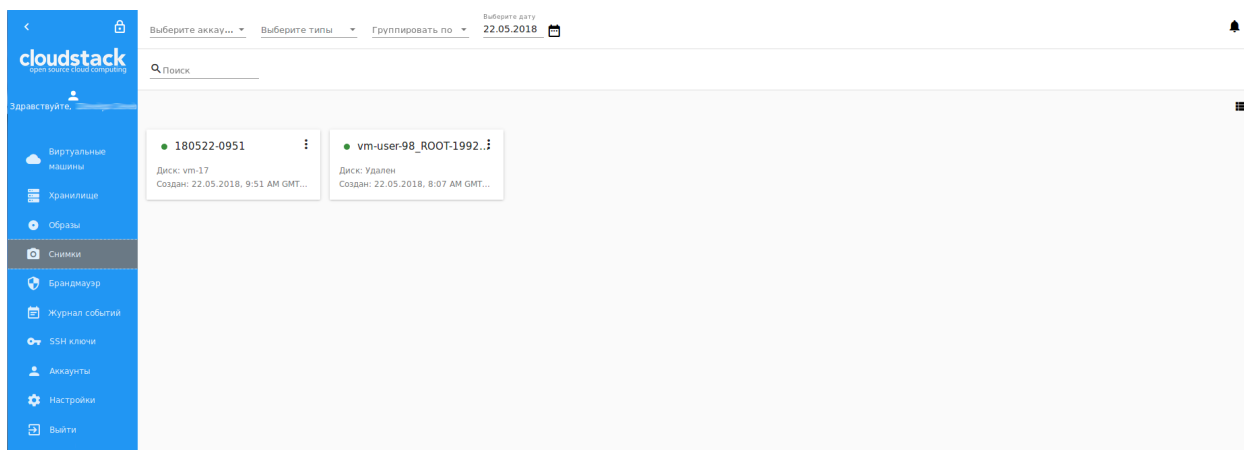 Выберите аккау...
Выберите типы
Группировать по
Выберите дату
22.05.2018
cloudstack
open source cloud computing
Поиск
Здравствуйте,
Виртуальные
машины
Хранилище
Образы
Снимки
Брандмауэр
Журнал событий
SSH ключи
Аккаунты
Настройки
Выйти
180522-0951
Диск: vm-17
Создан: 22.05.2018, 9:51 AM GMT...
vm-user-98_ROOT-1992...
Диск: Удален
Создан: 22.05.2018, 8:07 AM GMT...